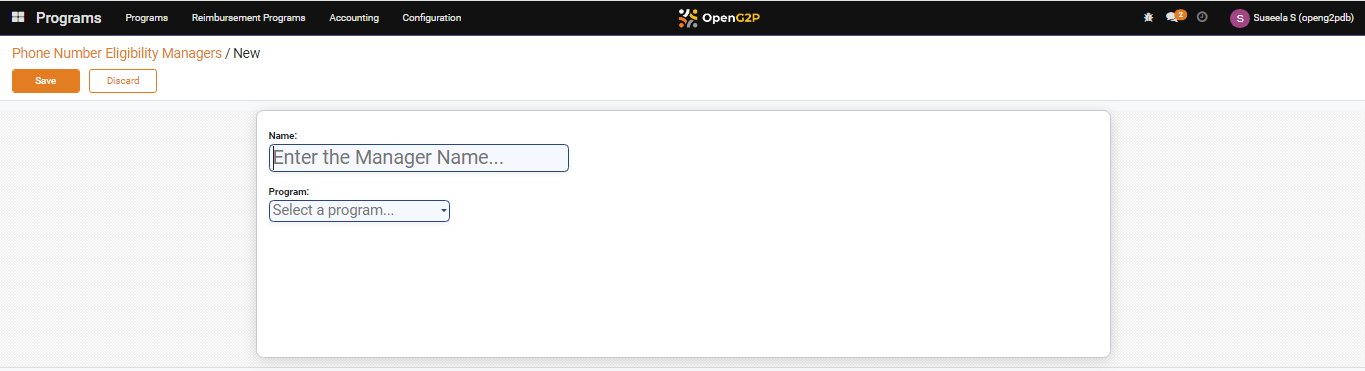 Programs Programs Reimbursement Programs Accounting Configuration OpenG2P 2 S Suseela S (openg2pdb)
Phone Number Eligibility Managers / New
Save Discard
Name:
Enter the Manager Name...
Program:
Select a program...